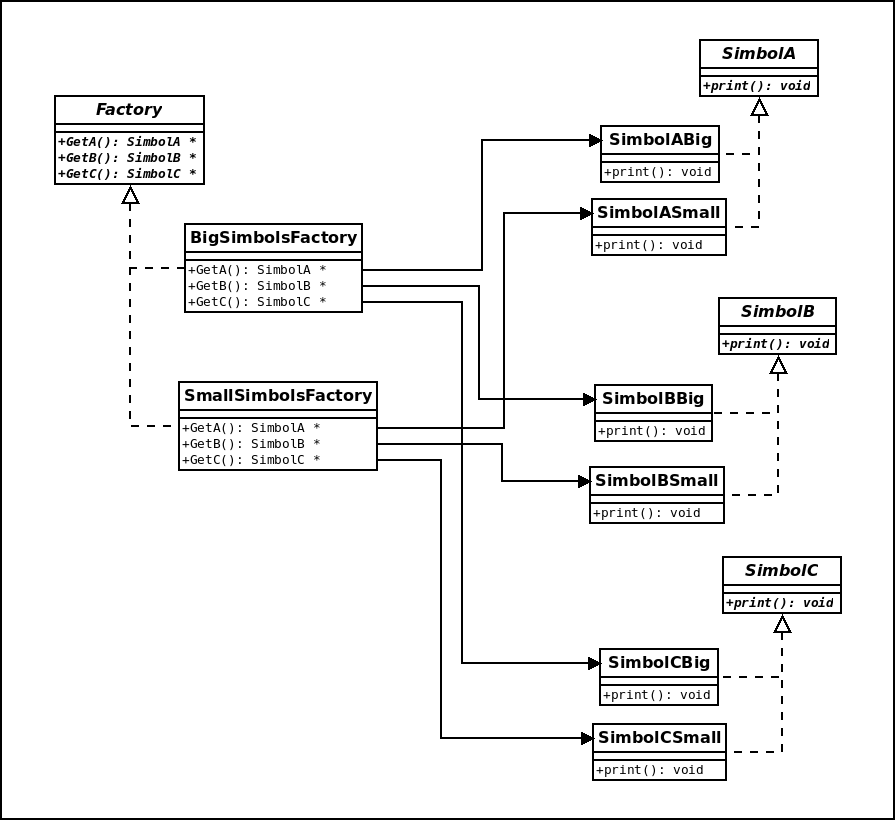 SimbolA
+print(): void
Factory
+GetA(): SimbolA *
+GetB(): SimbolB *
+GetC(): SimbolC *
SimbolABig
+print(): void
SimbolASmall
+print(): void
BigSimbolsFactory
+GetA(): SimbolA *
+GetB(): SimbolB *
+GetC(): SimbolC *
SimbolB
+print(): void
SmallSimbolsFactory
+GetA(): SimbolA *
+GetB(): SimbolB *
+GetC(): SimbolC *
SimbolBBig
+print(): void
SimbolBSmall
+print(): void
SimbolC
+print(): void
SimbolCBig
+print(): void
SimbolCSmall
+print(): void